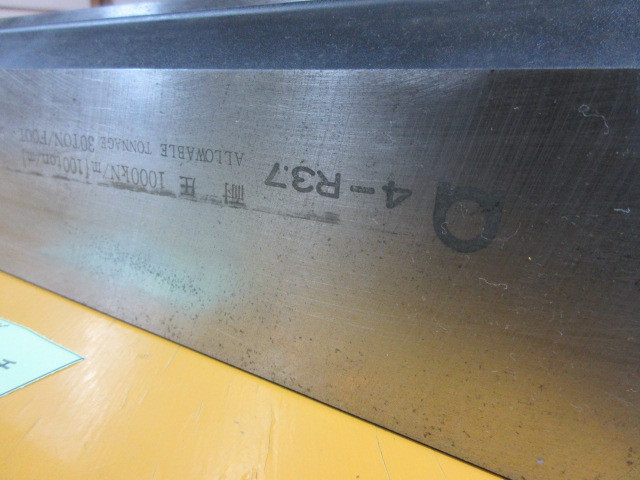 4-R3.7
耐圧 1000kN/m{100ton/m}
ALLOWABLE TONNAGE 30TON/FOOT